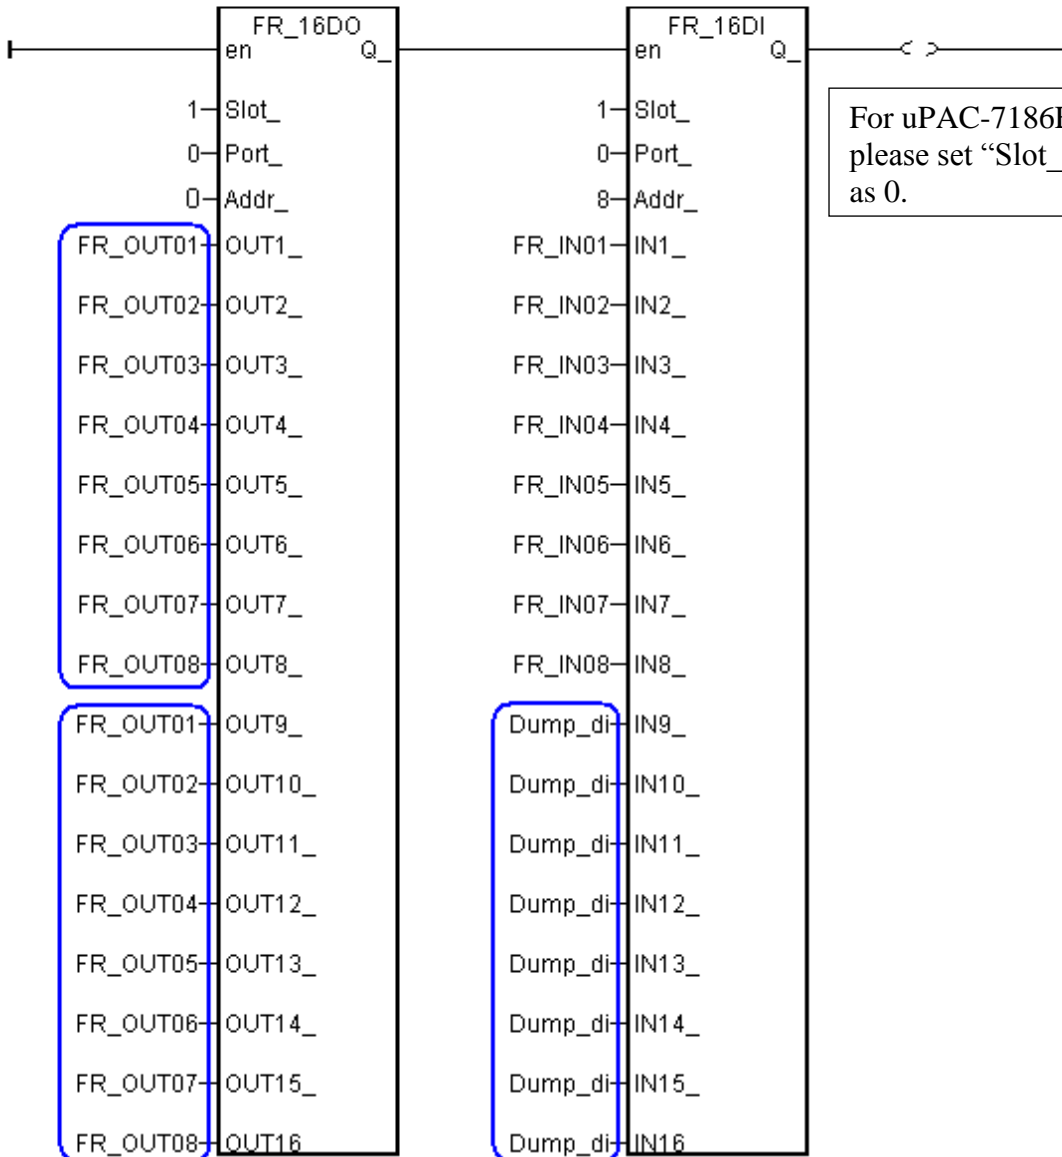 FR_16DO
en Q_
1 Slot_
0 Port_
0 Addr_
FR_OUT01 OUT1_
FR_OUT02 OUT2_
FR_OUT03 OUT3_
FR_OUT04 OUT4_
FR_OUT05 OUT5_
FR_OUT06 OUT6_
FR_OUT07 OUT7_
FR_OUT08 OUT8_
FR_OUT01 OUT9_
FR_OUT02 OUT10_
FR_OUT03 OUT11_
FR_OUT04 OUT12_
FR_OUT05 OUT13_
FR_OUT06 OUT14_
FR_OUT07 OUT15_
FR_OUT08 OUT16
FR_16DI
en Q_
1 Slot_
0 Port_
8 Addr_
FR_IN01 IN1_
FR_IN02 IN2_
FR_IN03 IN3_
FR_IN04 IN4_
FR_IN05 IN5_
FR_IN06 IN6_
FR_IN07 IN7_
FR_IN08 IN8_
Dump_di IN9_
Dump_di IN10_
Dump_di IN11_
Dump_di IN12_
Dump_di IN13_
Dump_di IN14_
Dump_di IN15_
Dump_di IN16
For uPAC-7186E
please set “Slot_
as 0.